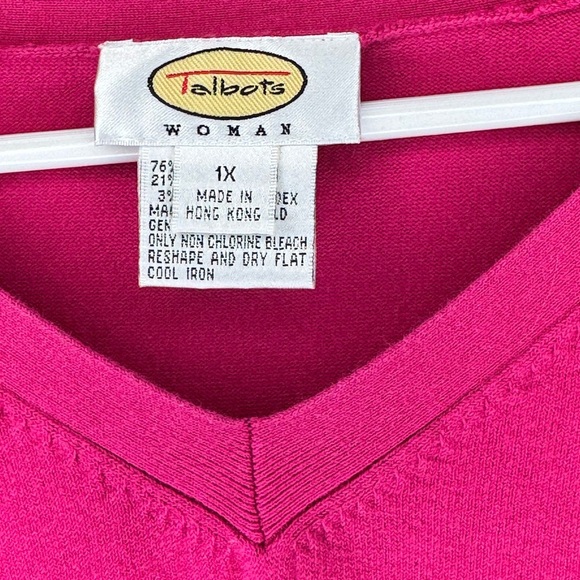 Talbots
WOMAN
1X
MADE IN
HONG KONG
76%
21%
3%
ONLY NON CHLORINE BLEACH
RESHAPE AND DRY FLAT
COOL IRON